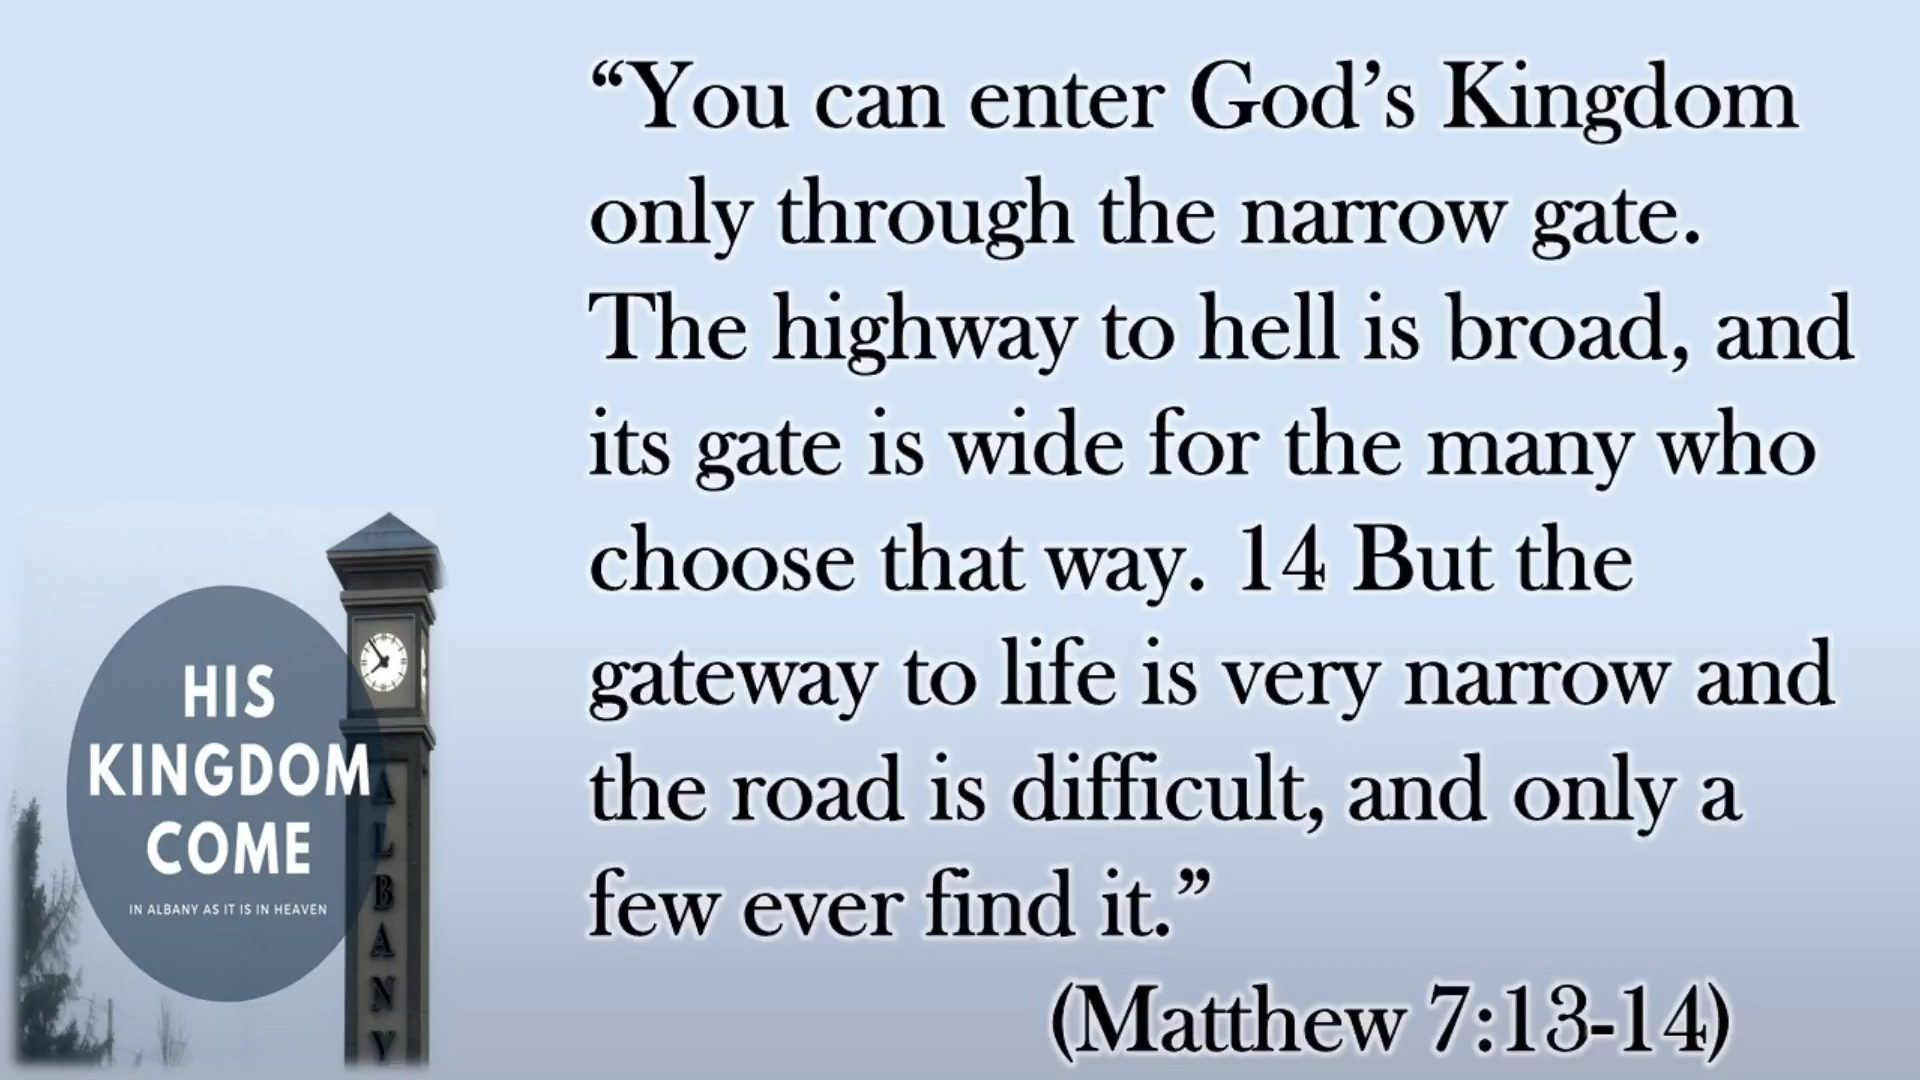 “You can enter God’s Kingdom
only through the narrow gate.
The highway to hell is broad, and
its gate is wide for the many who
choose that way. 14 But the
gateway to life is very narrow and
the road is difficult, and only a
few ever find it.”
(Matthew 7:13-14)
HIS
KINGDOM
COME
IN ALBANY AS IT IS IN HEAVEN
ALBANY